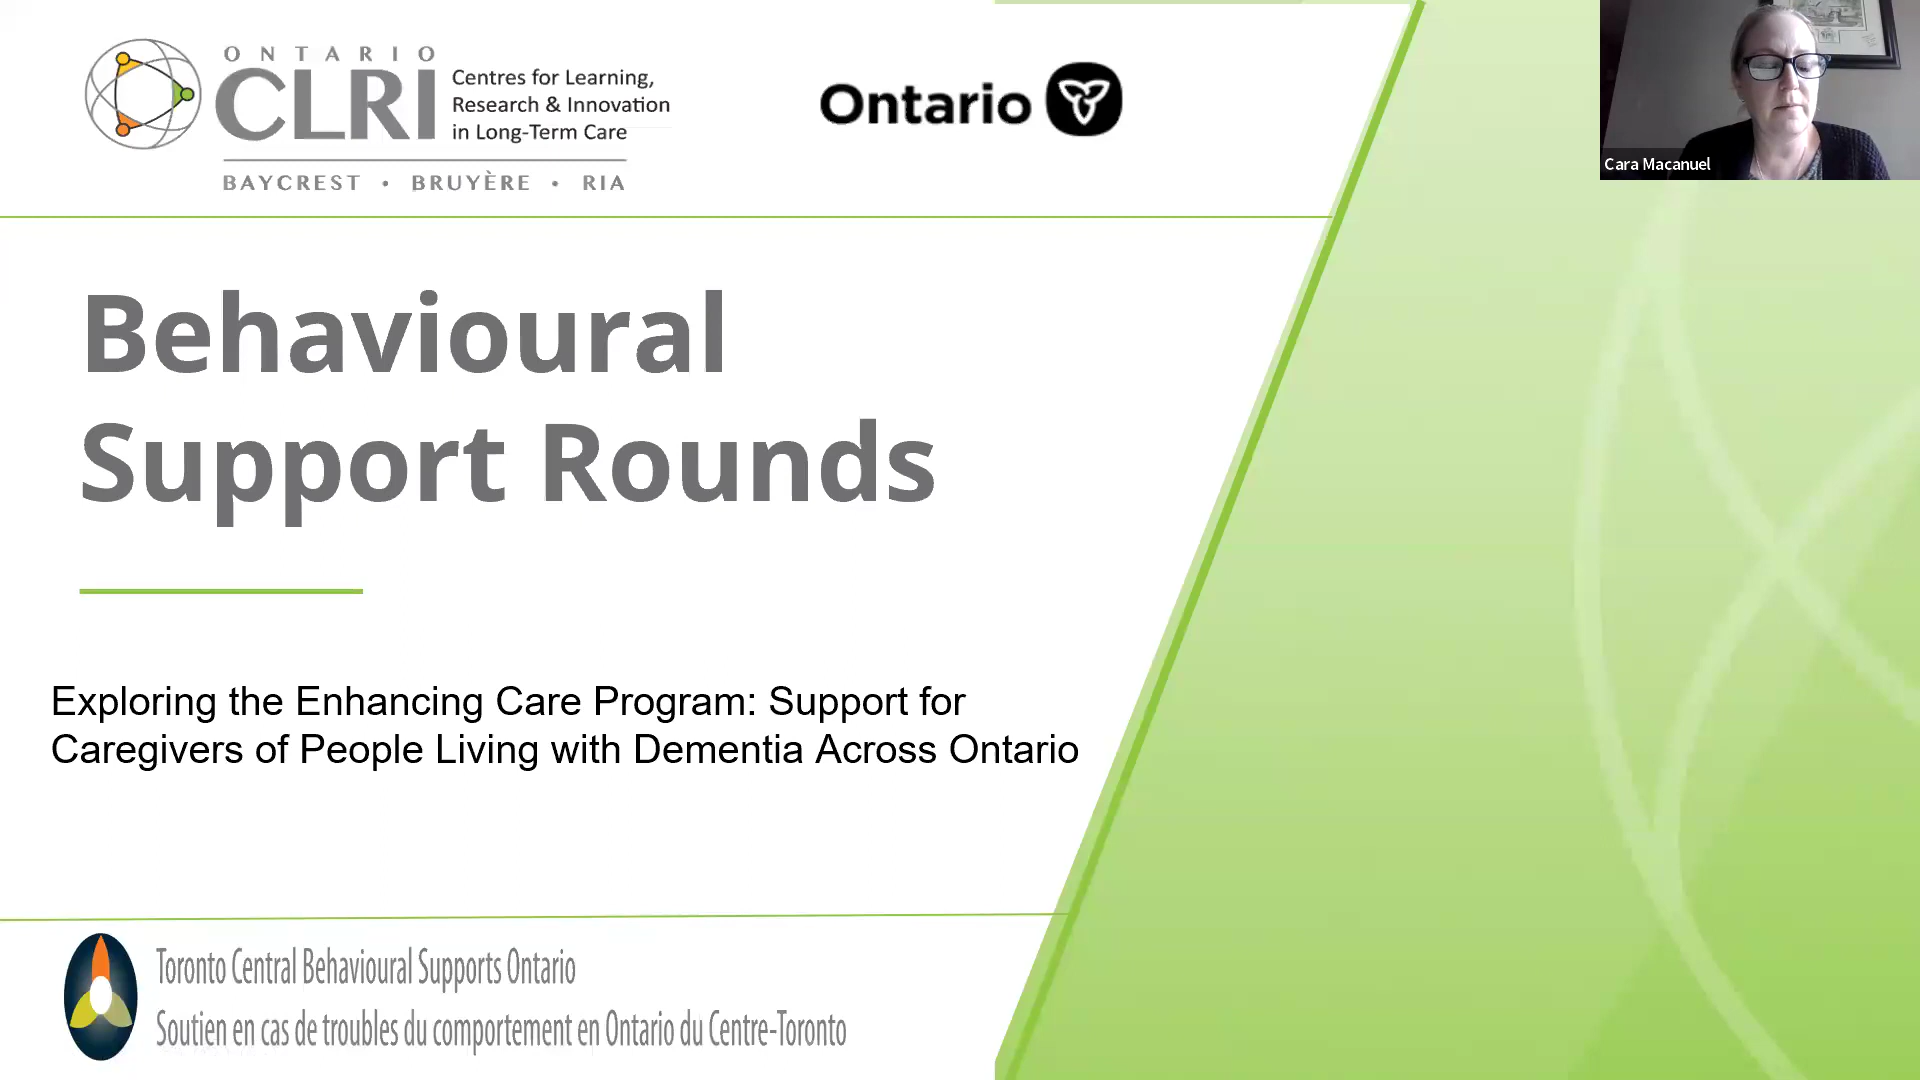 ONTARIO
CLRI
Centres for Learning,
Research & Innovation
in Long-Term Care
BAYCREST • BRUYÈRE • RIA
Ontario
Cara Macanuel
Behavioural
Support Rounds
Exploring the Enhancing Care Program: Support for
Caregivers of People Living with Dementia Across Ontario
Toronto Central Behavioural Supports Ontario
Soutien en cas de troubles du comportement en Ontario du Centre-Toronto